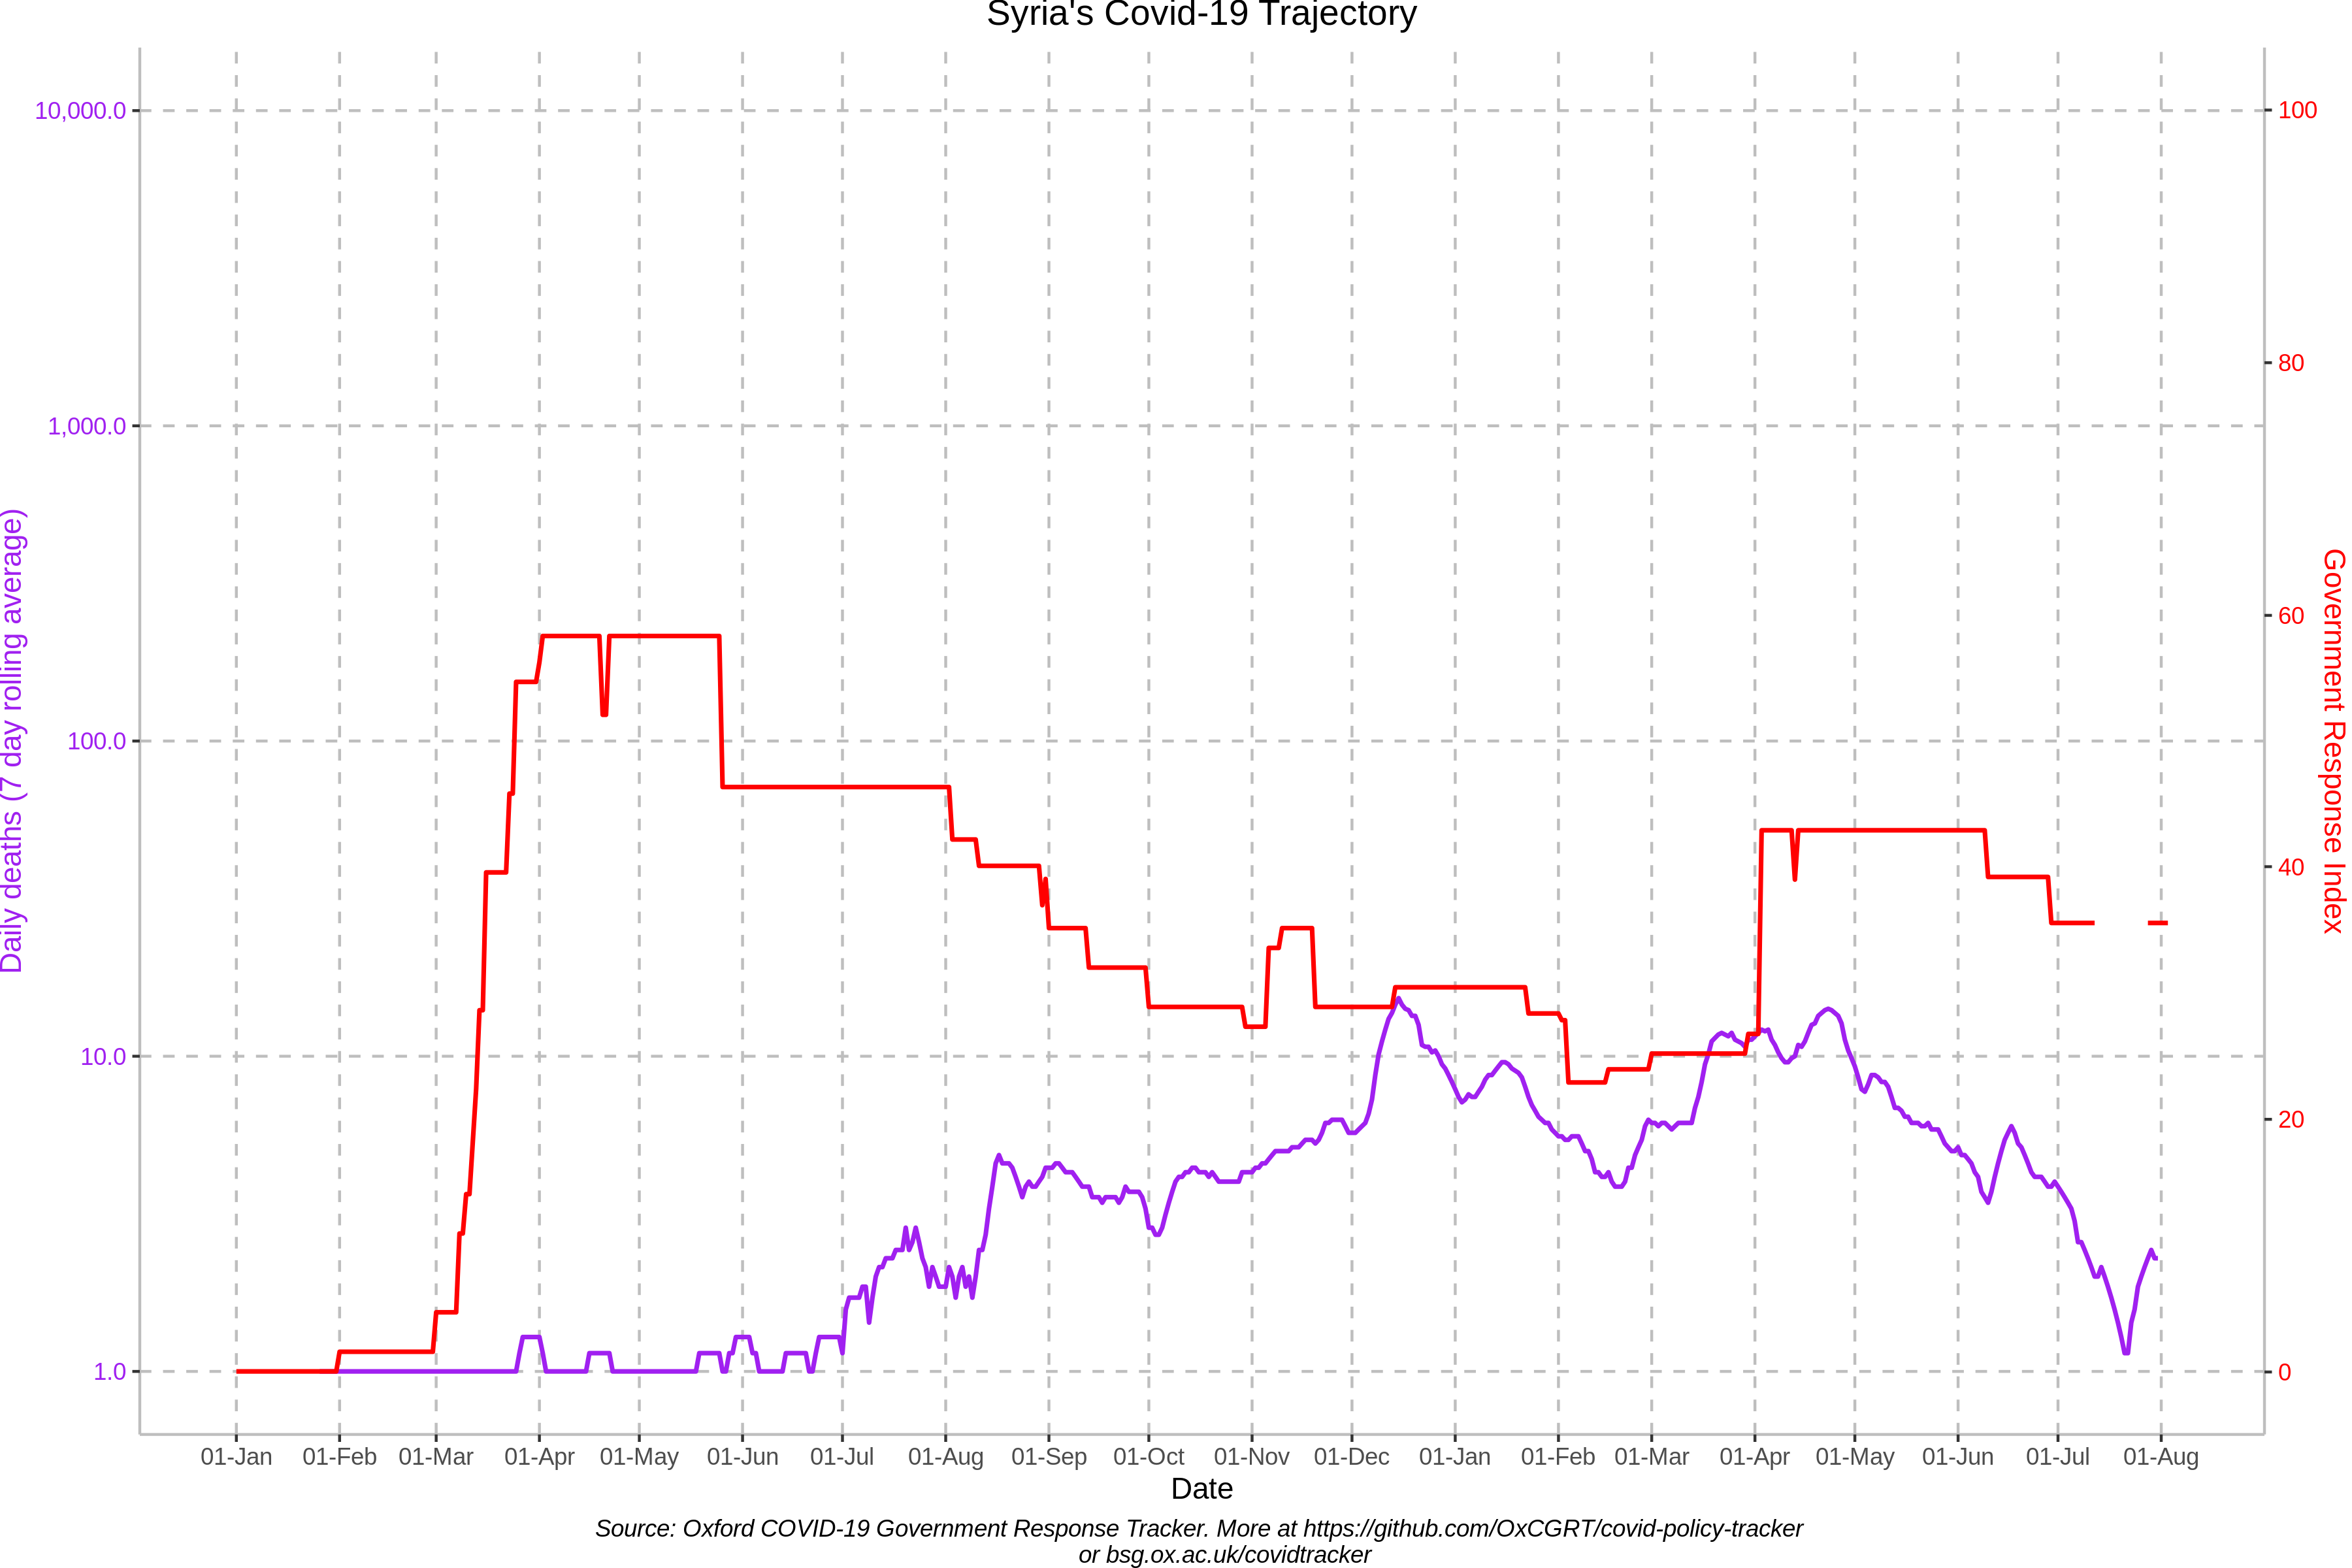 Syria's Covid-19 Trajectory
10,000.0
1,000.0
100.0
10.0
1.0
Daily deaths (7 day rolling average)
100
80
60
40
20
0
Government Response Index
01-Jan 01-Feb 01-Mar 01-Apr 01-May 01-Jun 01-Jul 01-Aug 01-Sep 01-Oct 01-Nov 01-Dec 01-Jan 01-Feb 01-Mar 01-Apr 01-May 01-Jun 01-Jul 01-Aug
Date
Source: Oxford COVID-19 Government Response Tracker. More at https://github.com/OxCGRT/covid-policy-tracker
or bsg.ox.ac.uk/covidtracker